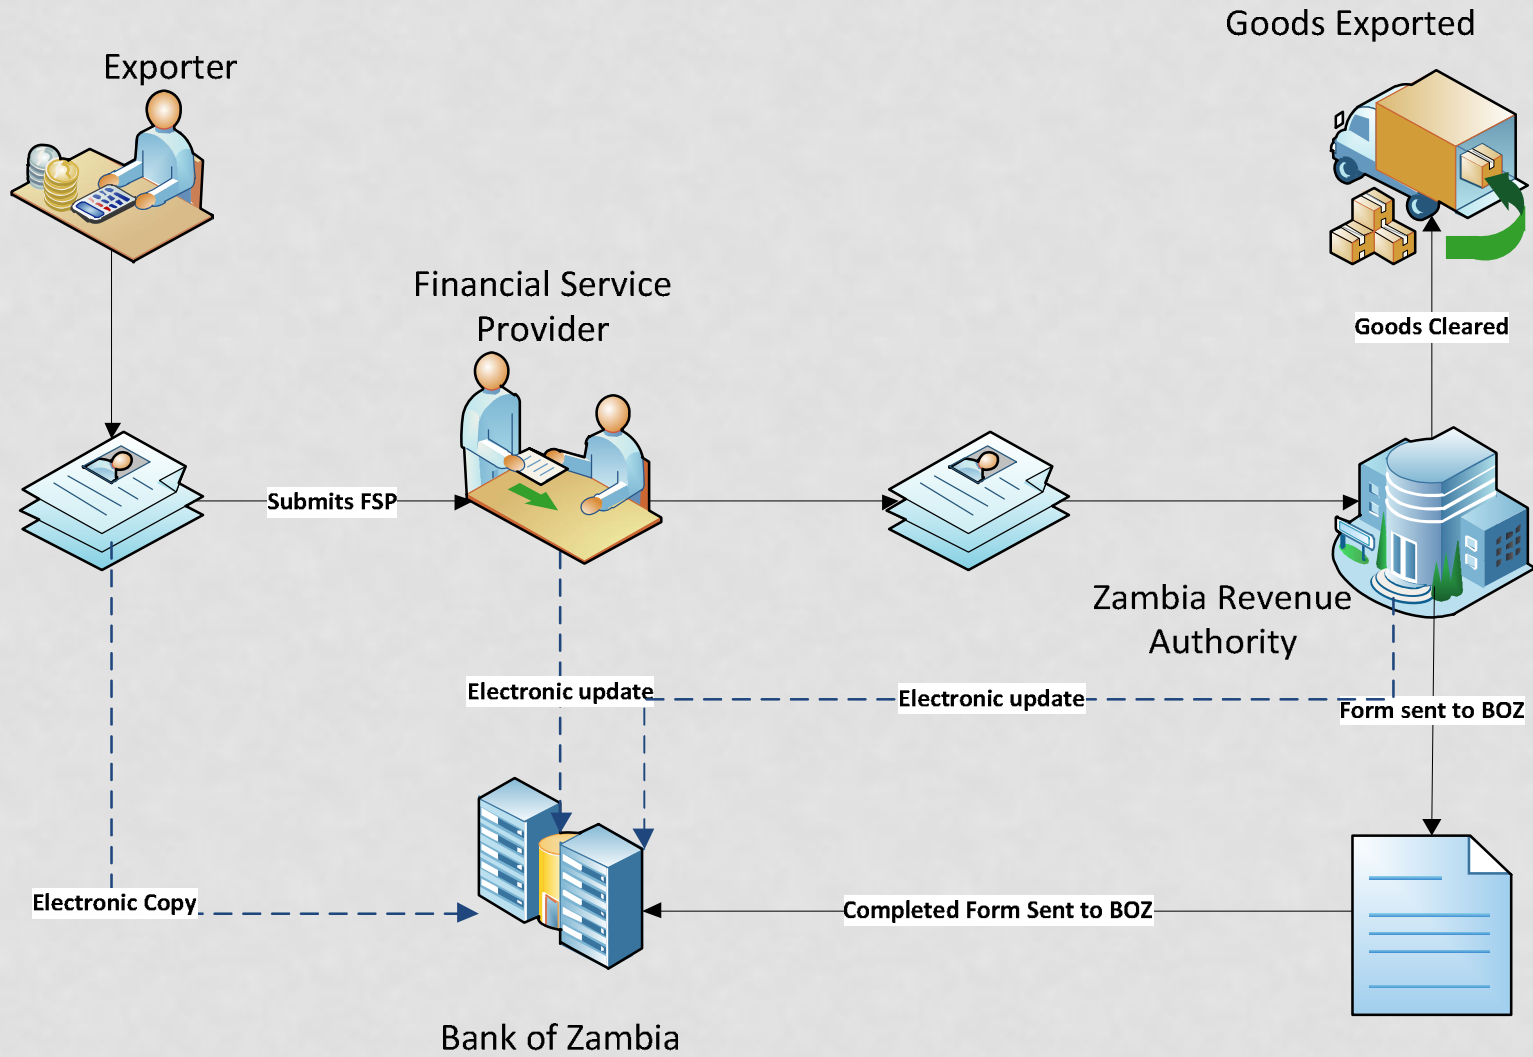 Goods Exported
Exporter
Financial Service
Provider
Goods Cleared
Submits FSP
Zambia Revenue
Authority
Electronic update
Electronic update
Form sent to BOZ
Electronic Copy
Completed Form Sent to BOZ
Bank of Zambia